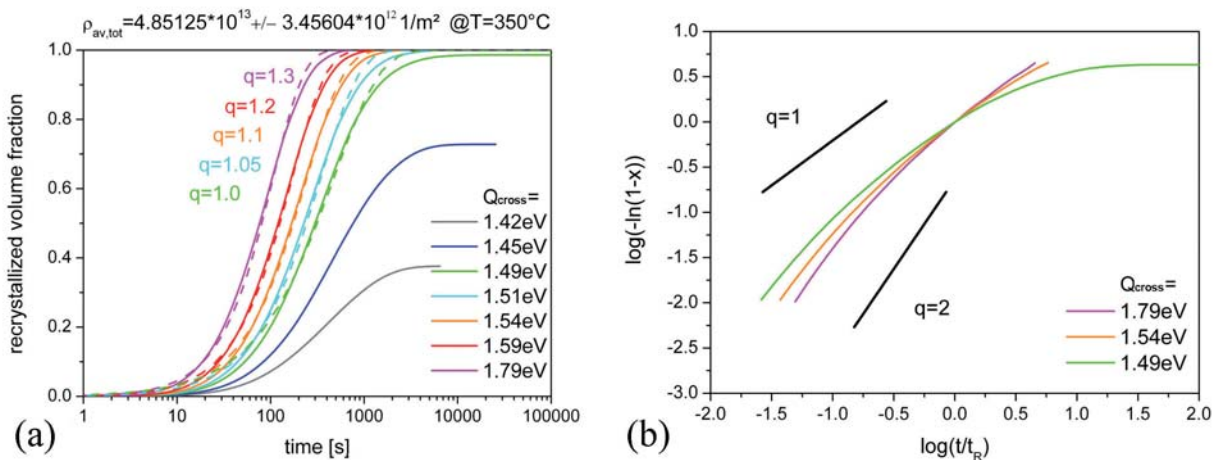 ρav,tot=4.85125*10^13+/− 3.45604*10^12 1/m² @T=350°C
recrystallized volume fraction
1.0
0.8
0.6
0.4
0.2
0.0
q=1.3
q=1.2
q=1.1
q=1.05
q=1.0
Qcross=
1.42eV
1.45eV
1.49eV
1.51eV
1.54eV
1.59eV
1.79eV
1 10 100 1000 10000 100000
time [s]
(a)
log(-ln(1-x))
1.0
0.5
0.0
-0.5
-1.0
-1.5
-2.0
-2.5
-3.0
q=1
q=2
Qcross=
1.79eV
1.54eV
1.49eV
-2.0 -1.5 -1.0 -0.5 0.0 0.5 1.0 1.5 2.0
log(t/tR)
(b)